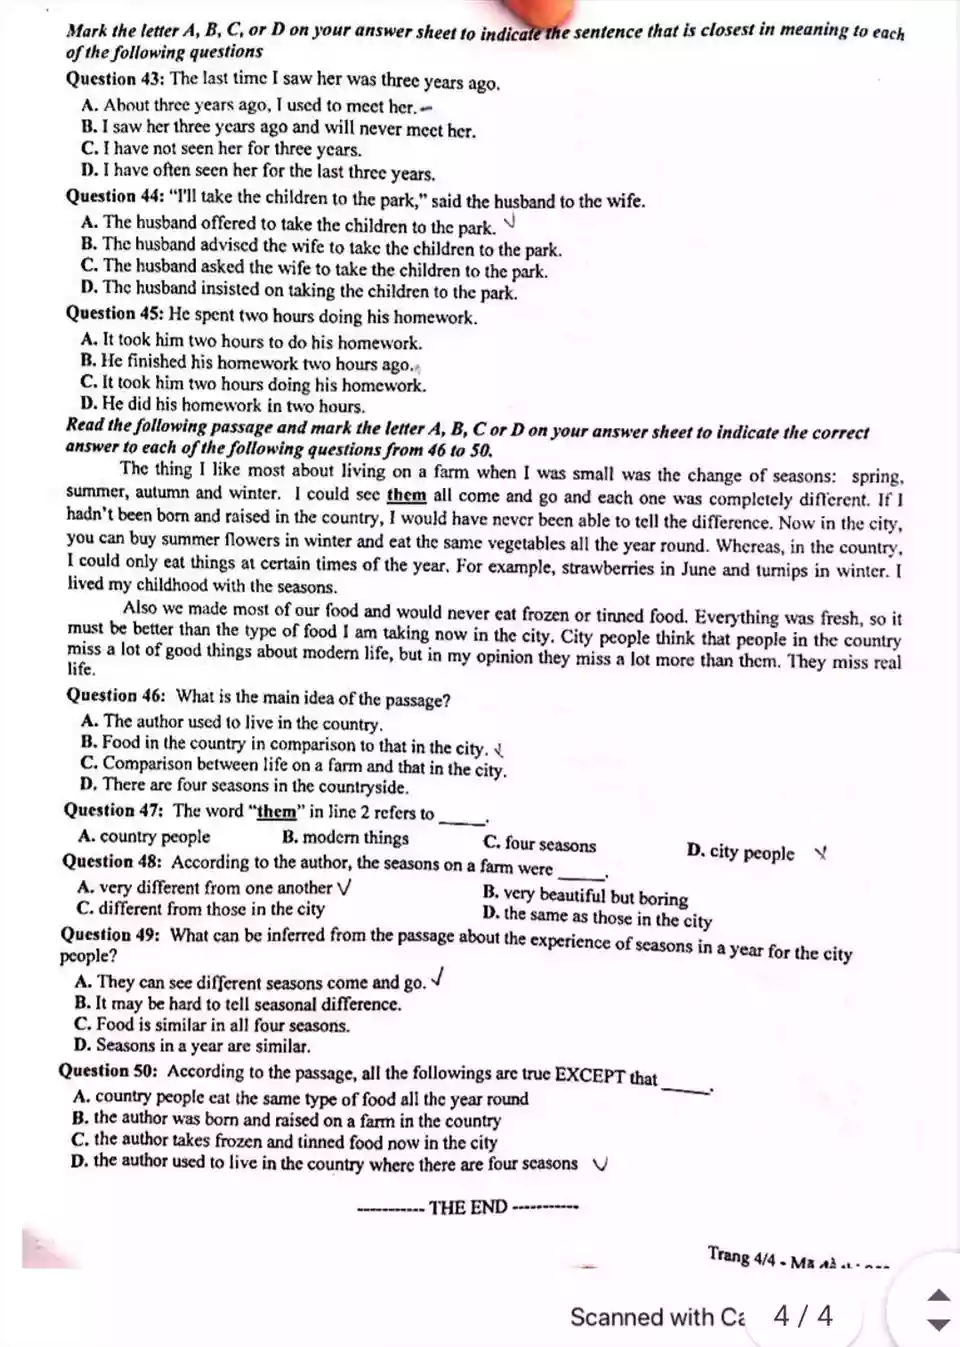 Mark the letter A, B, C, or D on your answer sheet to indicate the sentence that is closest in meaning to each
of the following questions
Question 43: The last time I saw her was three years ago.
A. About three years ago, I used to meet her.
B. I saw her three years ago and will never meet her.
C. I have not seen her for three years.
D. I have often seen her for the last three years.
Question 44: “I'll take the children to the park,” said the husband to the wife.
A. The husband offered to take the children to the park.
B. The husband advised the wife to take the children to the park.
C. The husband asked the wife to take the children to the park.
D. The husband insisted on taking the children to the park.
Question 45: He spent two hours doing his homework.
A. It took him two hours to do his homework.
B. He finished his homework two hours ago.
C. It took him two hours doing his homework.
D. He did his homework in two hours.
Read the following passage and mark the letter A, B, C or D on your answer sheet to indicate the correct
answer to each of the following questions from 46 to 50.
The thing I like most about living on a farm when I was small was the change of seasons: spring,
summer, autumn and winter. I could see them all come and go and each one was completely different. If I
hadn't been born and raised in the country, I would have never been able to tell the difference. Now in the city,
you can buy summer flowers in winter and eat the same vegetables all the year round. Whereas, in the country,
I could only eat things at certain times of the year. For example, strawberries in June and turnips in winter. I
lived my childhood with the seasons.
Also we made most of our food and would never eat frozen or tinned food. Everything was fresh, so it
must be better than the type of food I am taking now in the city. City people think that people in the country
miss a lot of good things about modern life, but in my opinion they miss a lot more than them. They miss real
life.
Question 46: What is the main idea of the passage?
A. The author used to live in the country.
B. Food in the country in comparison to that in the city.
C. Comparison between life on a farm and that in the city.
D. There are four seasons in the countryside.
Question 47: The word “them” in line 2 refers to _____.
A. country people B. modern things C. four seasons D. city people
Question 48: According to the author, the seasons on a farm were _____.
A. very different from one another B. very beautiful but boring
C. different from those in the city D. the same as those in the city
Question 49: What can be inferred from the passage about the experience of seasons in a year for the city
people?
A. They can see different seasons come and go.
B. It may be hard to tell seasonal difference.
C. Food is similar in all four seasons.
D. Seasons in a year are similar.
Question 50: According to the passage, all the followings are true EXCEPT that _____.
A. country people eat the same type of food all the year round
B. the author was born and raised on a farm in the country
C. the author takes frozen and tinned food now in the city
D. the author used to live in the country where there are four seasons
----------- THE END -----------
Trang 4/4 - Mã
Scanned with 4 / 4